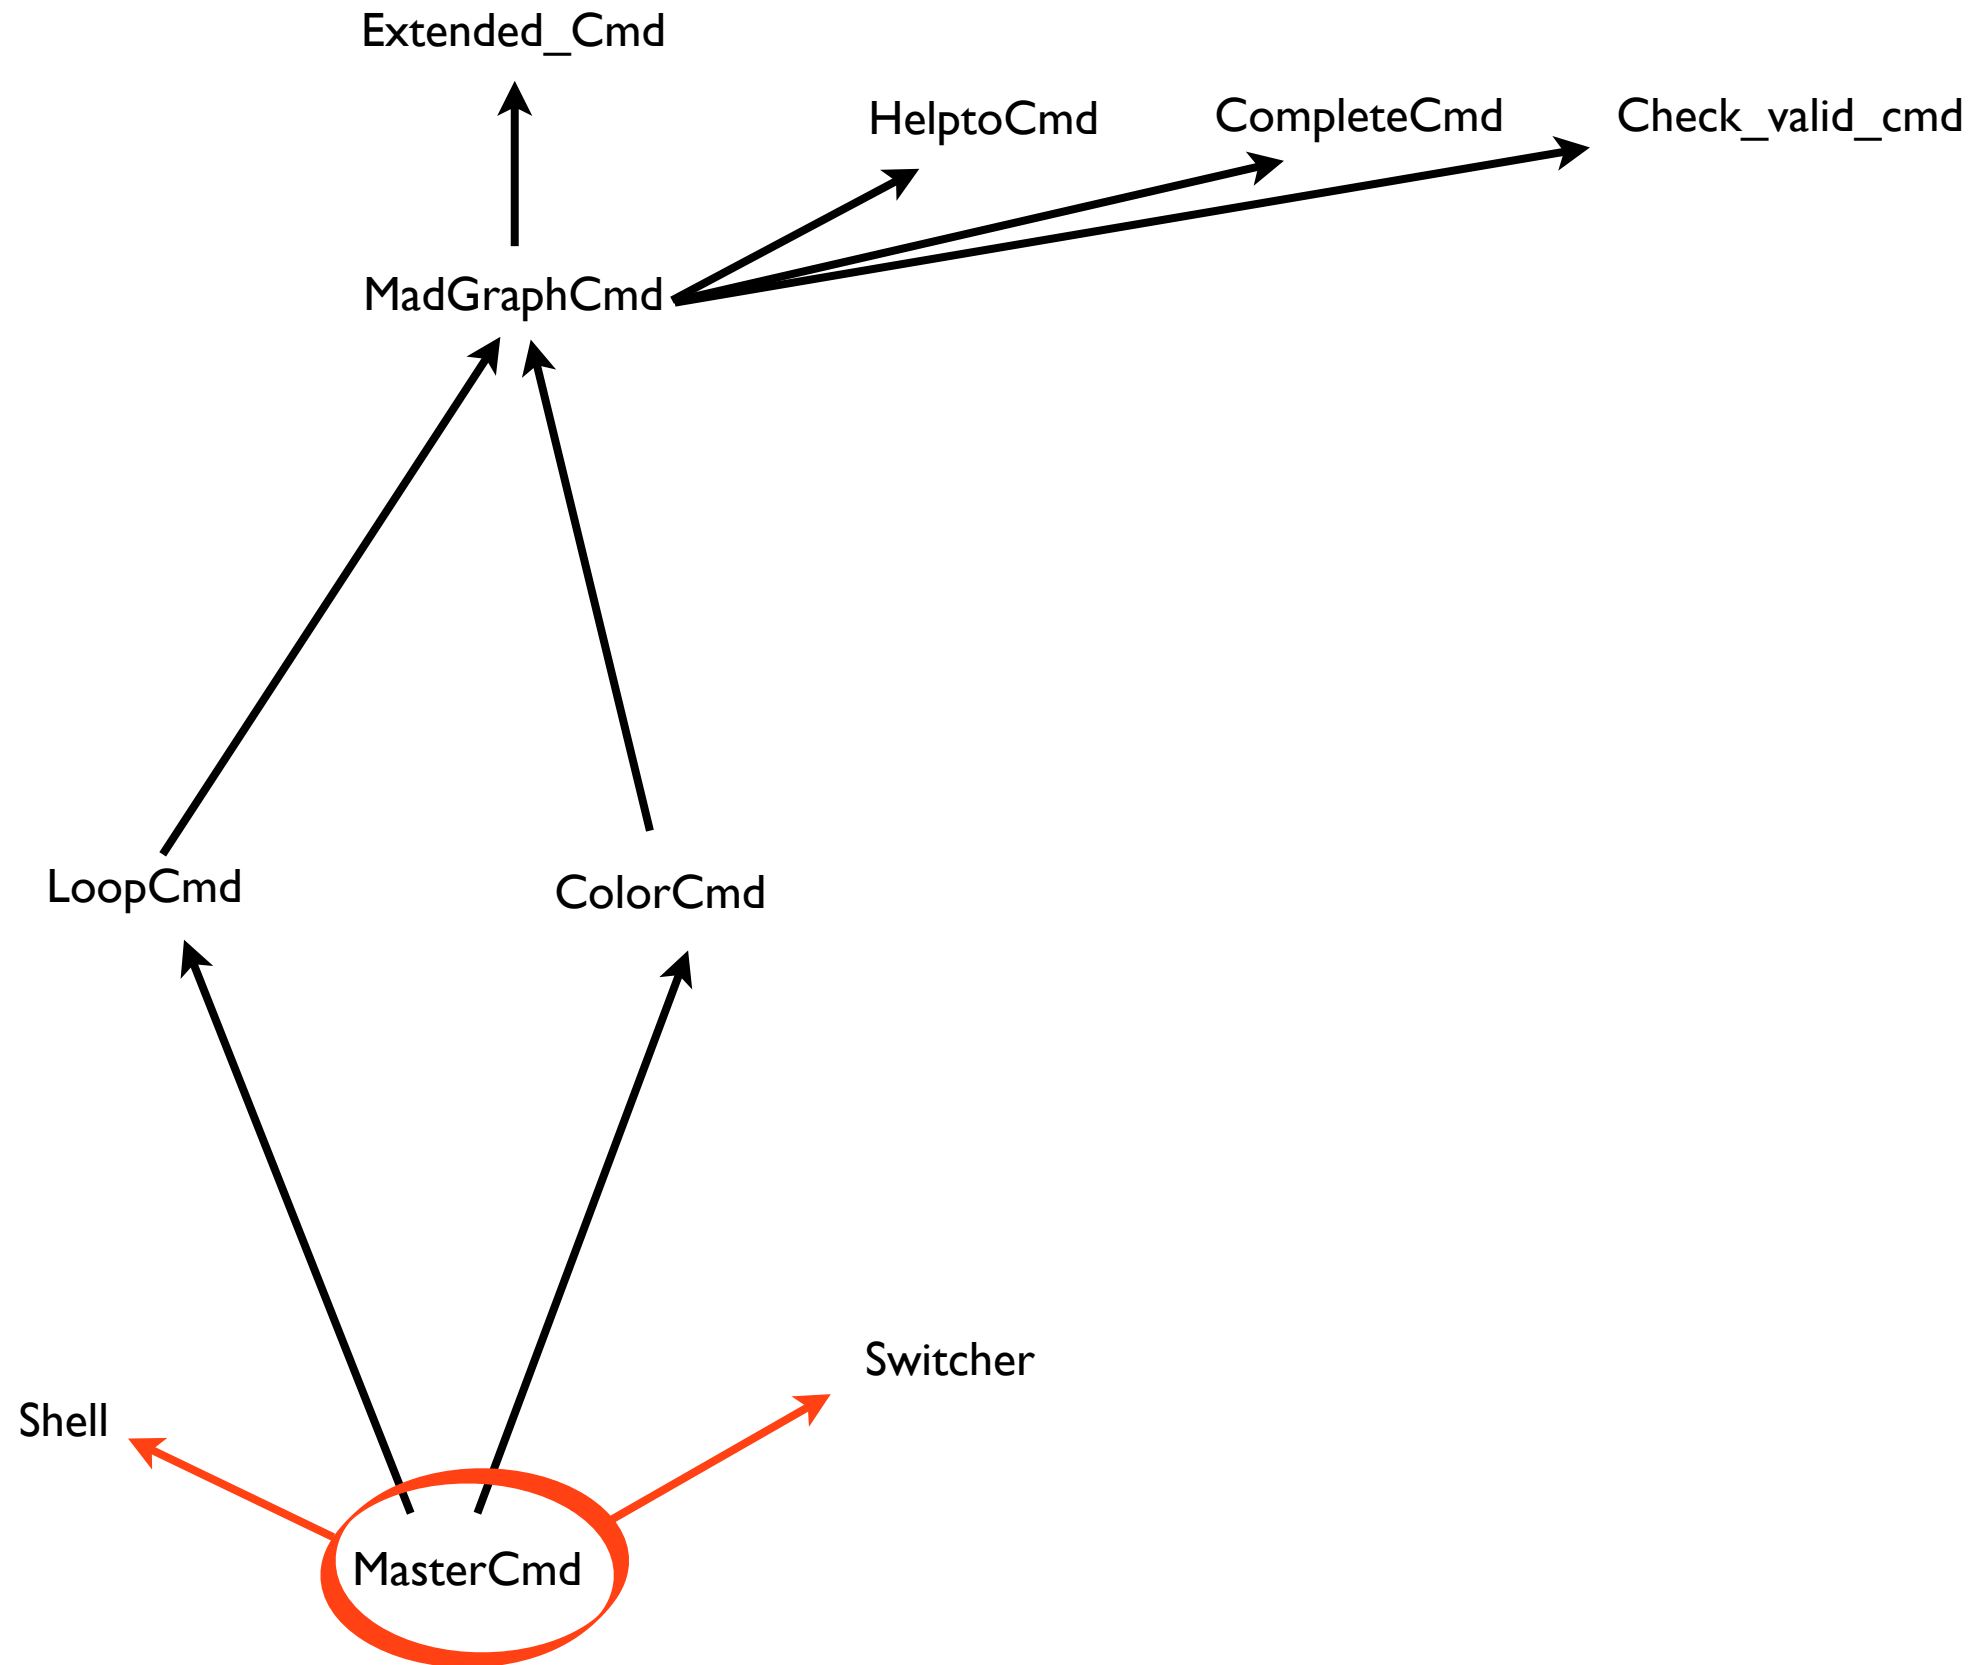 Extended_Cmd
HelptoCmd
CompleteCmd
Check_valid_cmd
MadGraphCmd
LoopCmd
ColorCmd
Switcher
Shell
MasterCmd